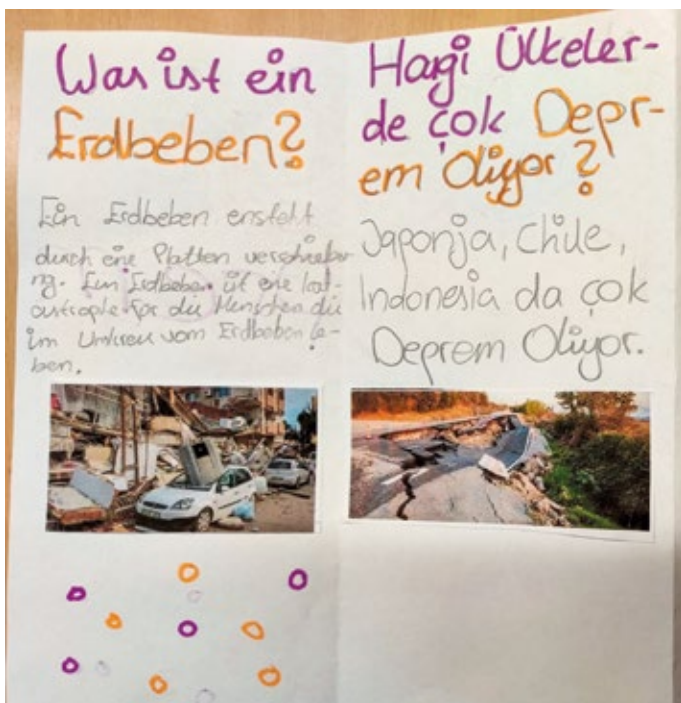 Was ist ein
Erdbeben?
Ein Erdbeben ensteht
durch eine Platten verschiebu
ng. Ein Erdbeben ist eine kat-
astrophe für die Menschen die
im Umkreis vom Erdbeben le-
ben.
Hangi Ülkeler-
de çok Depr-
em Oliyor?
Japonja, Chile,
Indonesia da çok
Deprem Oliyor.